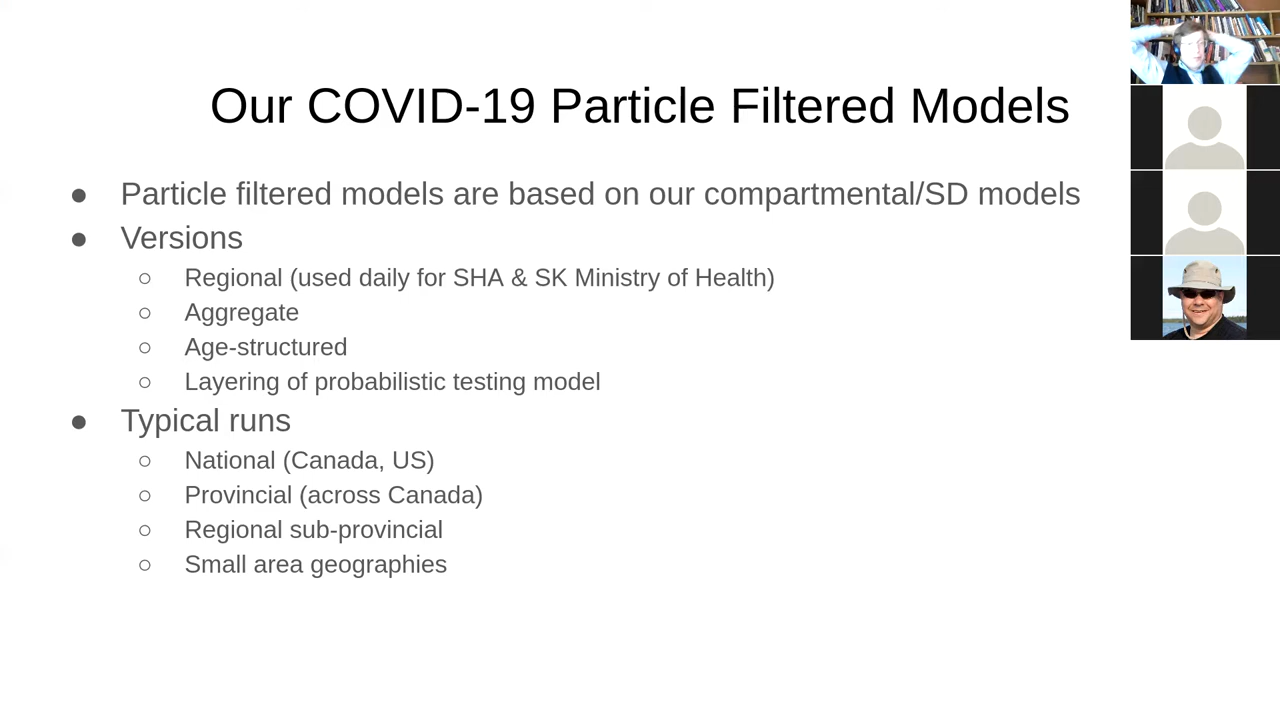 Our COVID-19 Particle Filtered Models
● Particle filtered models are based on our compartmental/SD models
● Versions
○ Regional (used daily for SHA & SK Ministry of Health)
○ Aggregate
○ Age-structured
○ Layering of probabilistic testing model
● Typical runs
○ National (Canada, US)
○ Provincial (across Canada)
○ Regional sub-provincial
○ Small area geographies